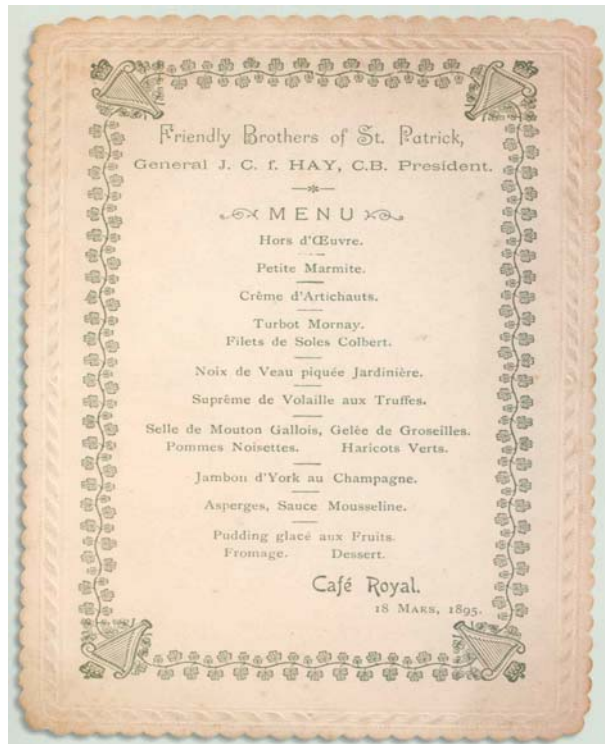 Friendly Brothers of St. Patrick,
General J. C. f. HAY, C.B. President.
MENU
Hors d'Œuvre.
Petite Marmite.
Crême d'Artichauts.
Turbot Mornay.
Filets de Soles Colbert.
Noix de Veau piquée Jardinière.
Suprême de Volaille aux Truffes.
Selle de Mouton Gallois, Gelée de Groseilles.
Pommes Noisettes. Haricots Verts.
Jambon d'York au Champagne.
Asperges, Sauce Mousseline.
Pudding glacé aux Fruits.
Fromage. Dessert.
Café Royal.
18 MARS, 1895.